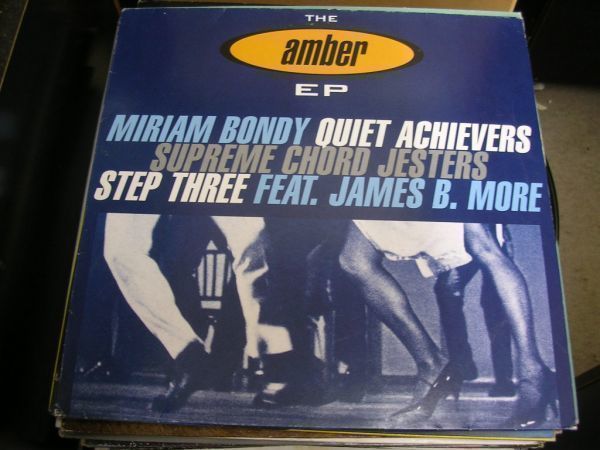 THE
amber
EP
MIRIAM BONDY QUIET ACHIEVERS
SUPREME CHORD JESTERS
STEP THREE FEAT. JAMES B. MORE